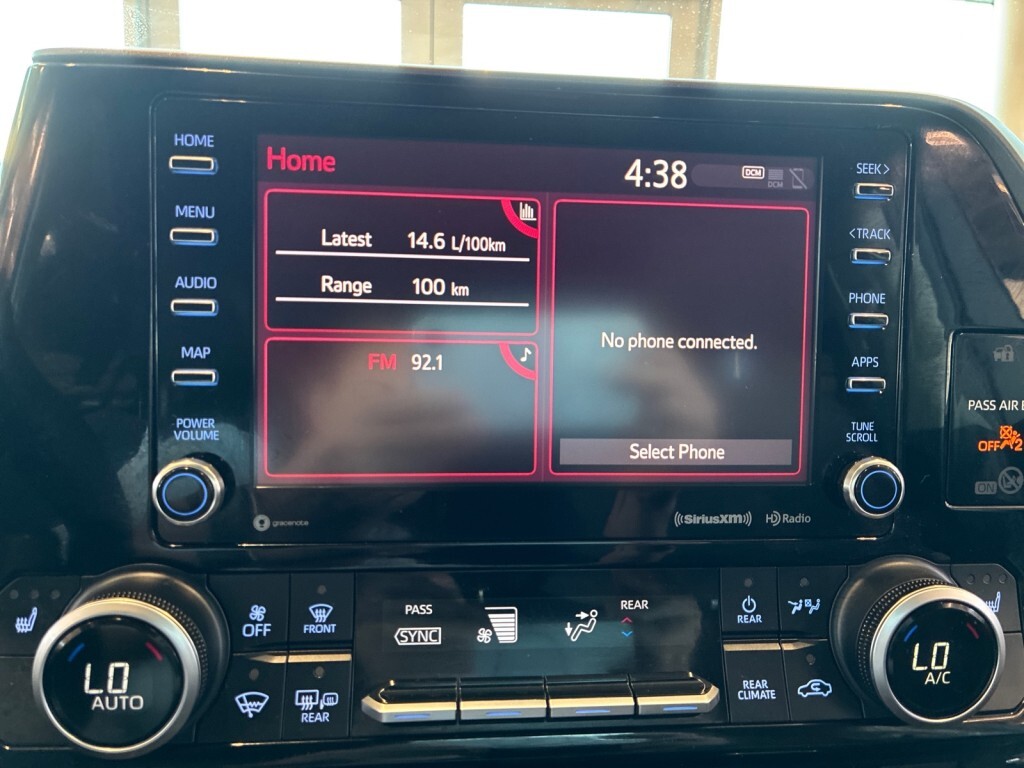 HOME
MENU
AUDIO
MAP
POWER
VOLUME
Home
4:38
DCM
DCM
Latest 14.6 L/100km
Range 100 km
FM 92.1
No phone connected.
Select Phone
gracenote
SiriusXM
HD Radio
SEEK>
<TRACK
PHONE
APPS
TUNE
SCROLL
PASS AIR
OFF 2
ON
LO
AUTO
OFF
FRONT
REAR
PASS
SYNC
REAR
REAR
REAR
CLIMATE
LO
A/C